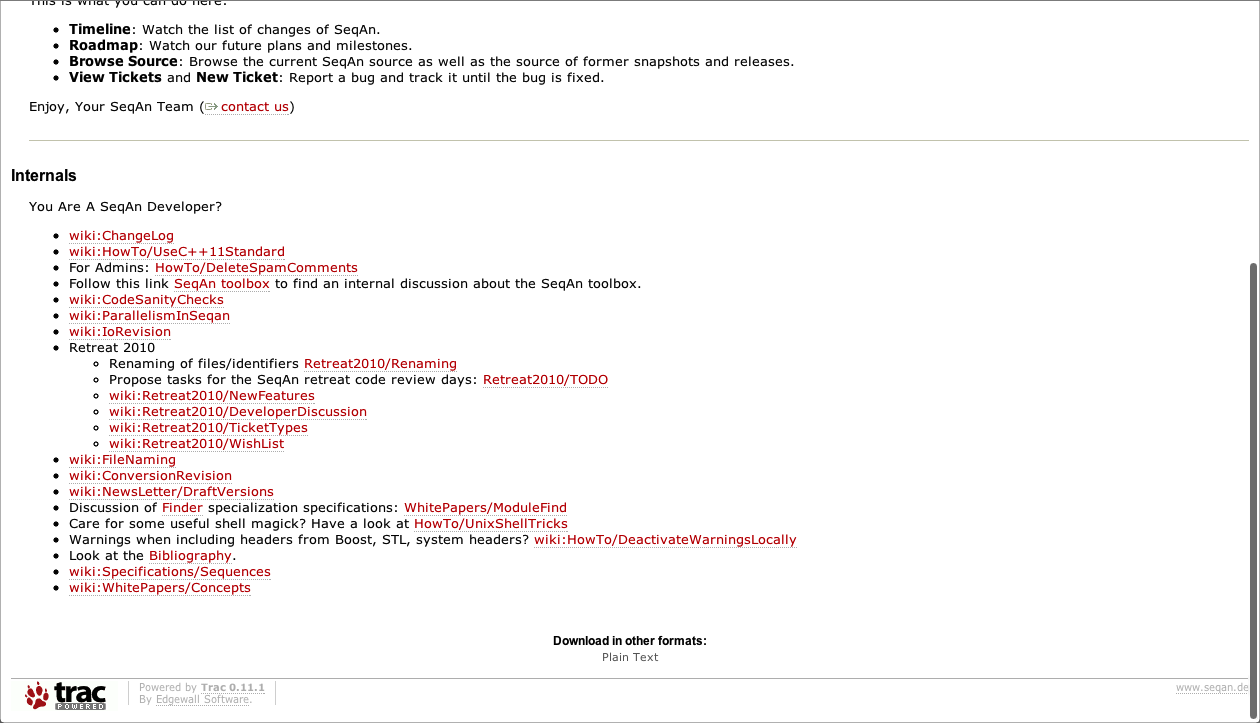 This is what you can do here:
Timeline: Watch the list of changes of SeqAn.
Roadmap: Watch our future plans and milestones.
Browse Source: Browse the current SeqAn source as well as the source of former snapshots and releases.
View Tickets and New Ticket: Report a bug and track it until the bug is fixed.
Enjoy, Your SeqAn Team (contact us)
Internals
You Are A SeqAn Developer?
wiki:ChangeLog
wiki:HowTo/UseC++11Standard
For Admins: HowTo/DeleteSpamComments
Follow this link SeqAn toolbox to find an internal discussion about the SeqAn toolbox.
wiki:CodeSanityChecks
wiki:ParallelismInSeqan
wiki:IoRevision
Retreat 2010
Renaming of files/identifiers Retreat2010/Renaming
Propose tasks for the SeqAn retreat code review days: Retreat2010/TODO
wiki:Retreat2010/NewFeatures
wiki:Retreat2010/DeveloperDiscussion
wiki:Retreat2010/TicketTypes
wiki:Retreat2010/WishList
wiki:FileNaming
wiki:ConversionRevision
wiki:NewsLetter/DraftVersions
Discussion of Finder specialization specifications: WhitePapers/ModuleFind
Care for some useful shell magick? Have a look at HowTo/UnixShellTricks
Warnings when including headers from Boost, STL, system headers? wiki:HowTo/DeactivateWarningsLocally
Look at the Bibliography.
wiki:Specifications/Sequences
wiki:WhitePapers/Concepts
Download in other formats:
Plain Text
trac
POWERED
Powered by Trac 0.11.1
By Edgewall Software.
www.seqan.de